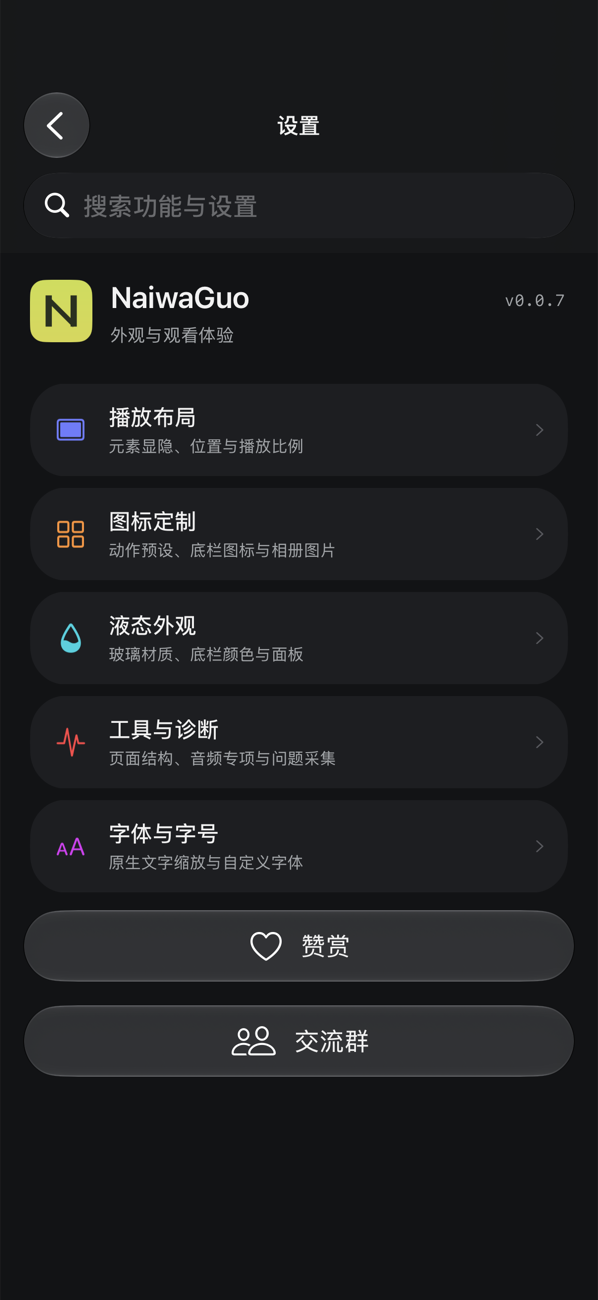 设置
搜索功能与设置
N
NaiwaGuo
v0.0.7
外观与观看体验
播放布局
元素显隐、位置与播放比例
图标定制
动作预设、底栏图标与相册图片
液态外观
玻璃材质、底栏颜色与面板
工具与诊断
页面结构、音频专项与问题采集
AA
字体与字号
原生文字缩放与自定义字体
赞赏
交流群